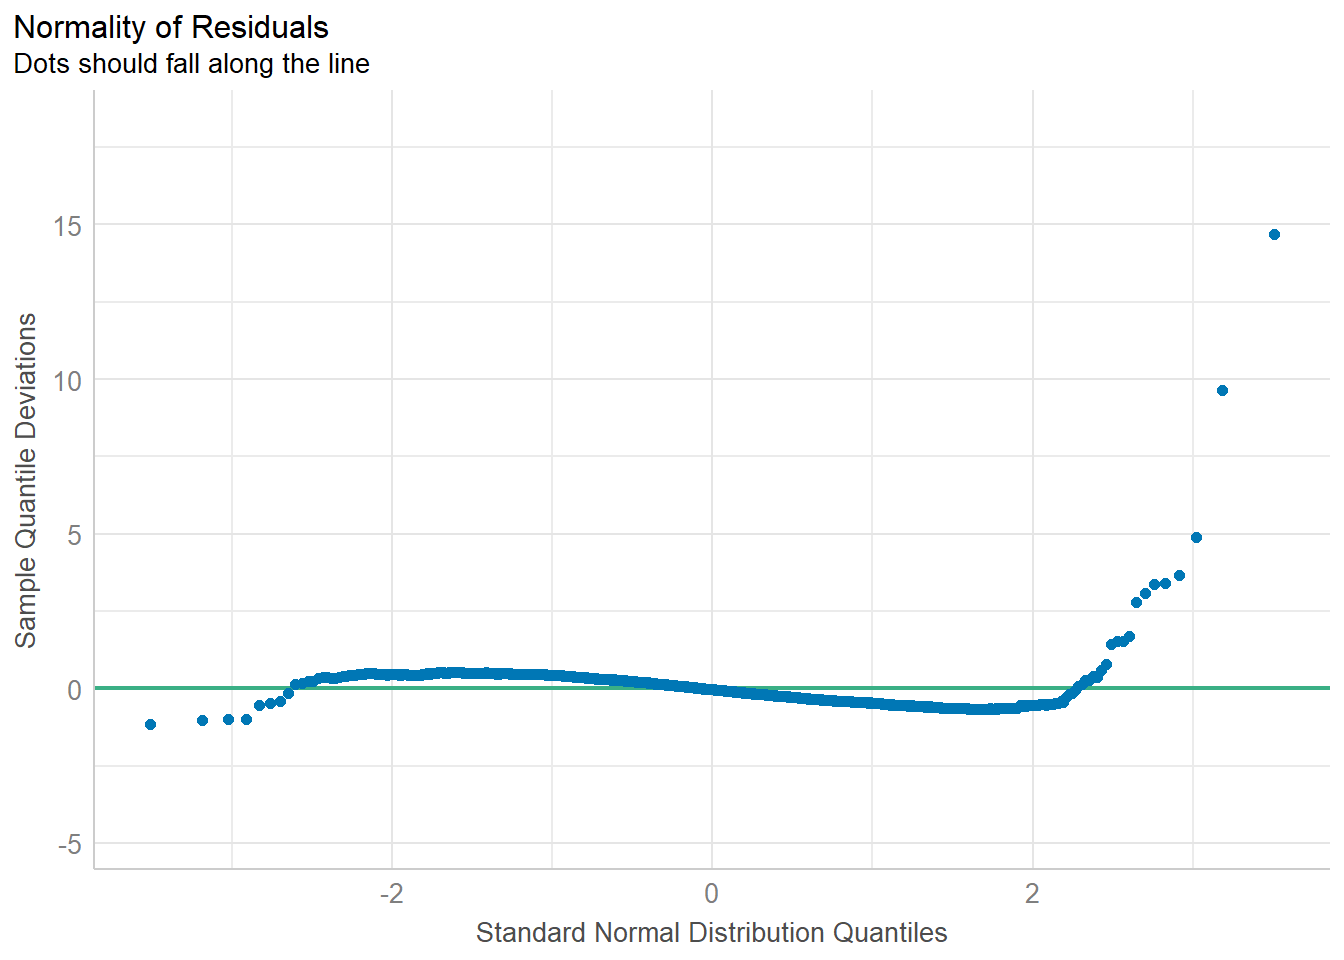 Normality of Residuals
Dots should fall along the line
15
10
5
0
-5
Sample Quantile Deviations
-2
0
2
Standard Normal Distribution Quantiles